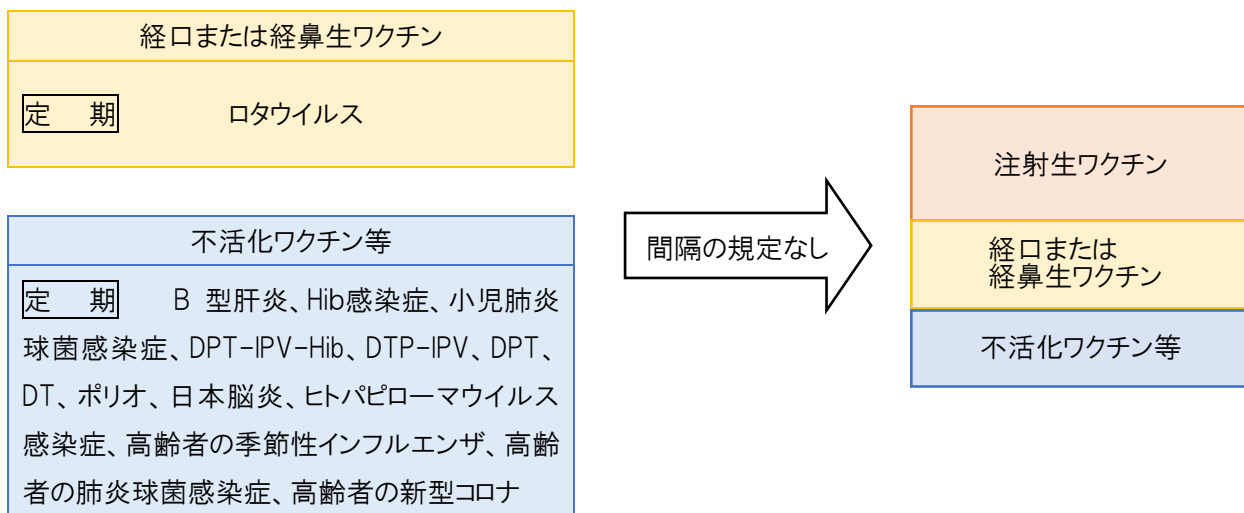 経口または経鼻生ワクチン
定 期 ロタウイルス
不活化ワクチン等
定 期 B 型肝炎、Hib感染症、小児肺炎
球菌感染症、DPT-IPV-Hib、DTP-IPV、DPT、
DT、ポリオ、日本脳炎、ヒトパピローマウイルス
感染症、高齢者の季節性インフルエンザ、高齢
者の肺炎球菌感染症、高齢者の新型コロナ
間隔の規定なし
注射生ワクチン
経口または
経鼻生ワクチン
不活化ワクチン等